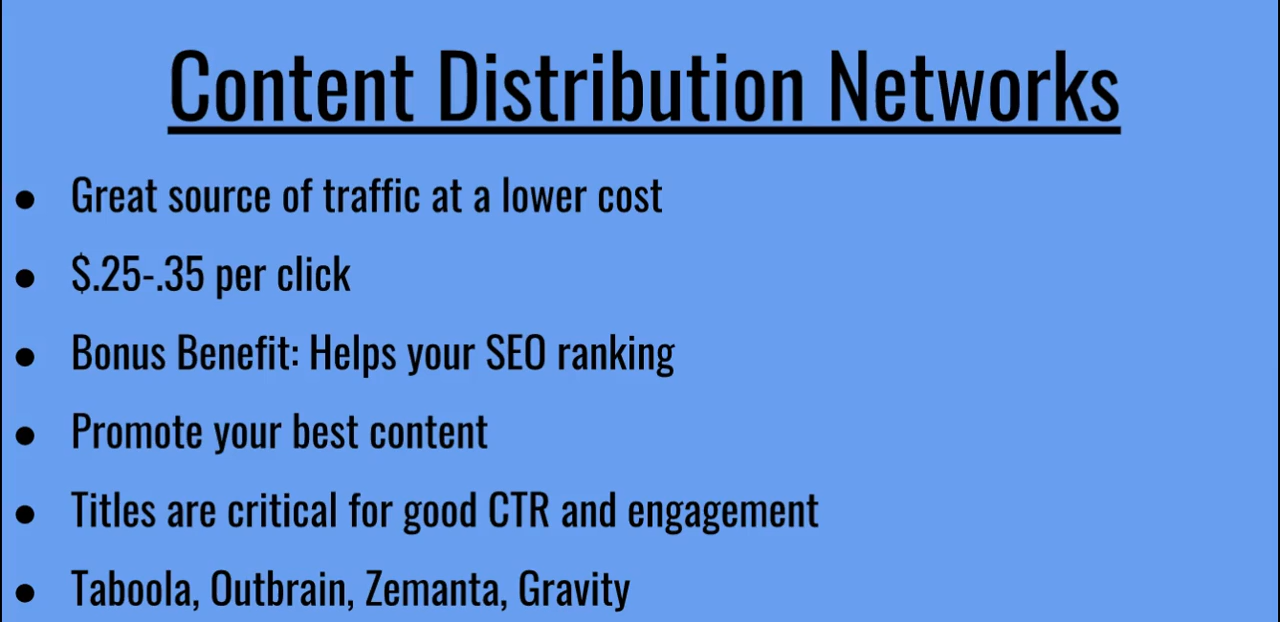 Content Distribution Networks
● Great source of traffic at a lower cost
● $.25-.35 per click
● Bonus Benefit: Helps your SEO ranking
● Promote your best content
● Titles are critical for good CTR and engagement
● Taboola, Outbrain, Zemanta, Gravity